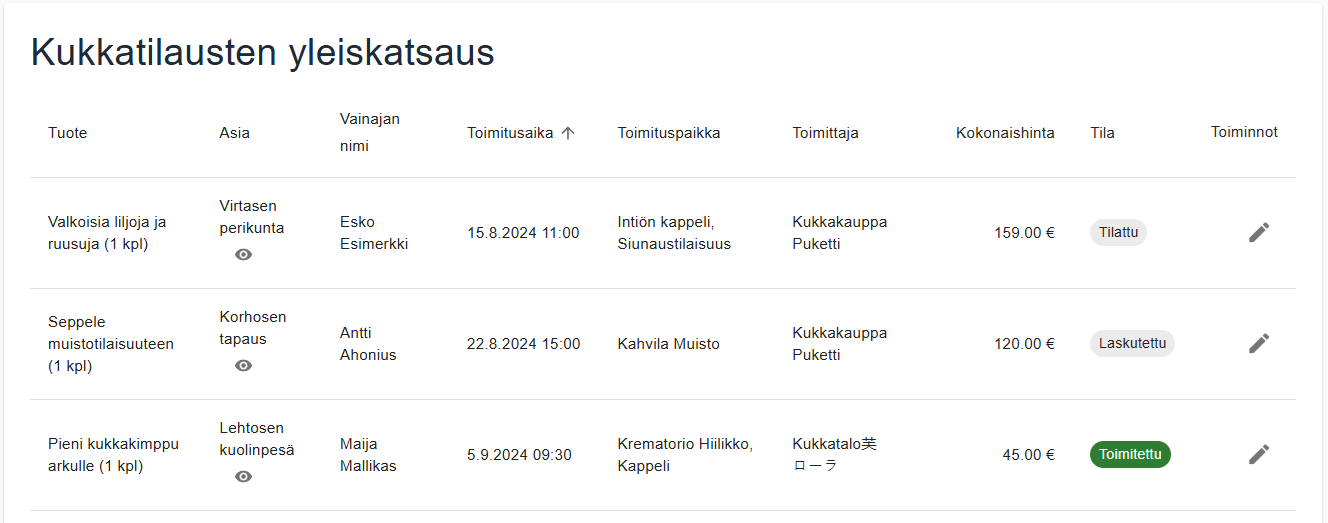 Kukkatilausten yleiskatsaus
Tuote
Asia
Vainajan
nimi
Toimitusaika
Toimituspaikka
Toimittaja
Kokonaishinta
Tila
Toiminnot
Valkoisia liljoja ja
ruusuja (1 kpl)
Virtasen
perikunta
Esko
Esimerkki
15.8.2024 11:00
Intiön kappeli,
Siunaustilaisuus
Kukkakauppa
Puketti
159.00 €
Tilattu
Seppele
muistotilaisuuteen
(1 kpl)
Korhosen
tapaus
Antti
Ahonius
22.8.2024 15:00
Kahvila Muisto
Kukkakauppa
Puketti
120.00 €
Laskutettu
Pieni kukkakimppu
arkulle (1 kpl)
Lehtosen
kuolinpesä
Maija
Mallikas
5.9.2024 09:30
Krematorio Hiilikko,
Kappeli
Kukkatalo芙
ローラ
45.00 €
Toimitettu